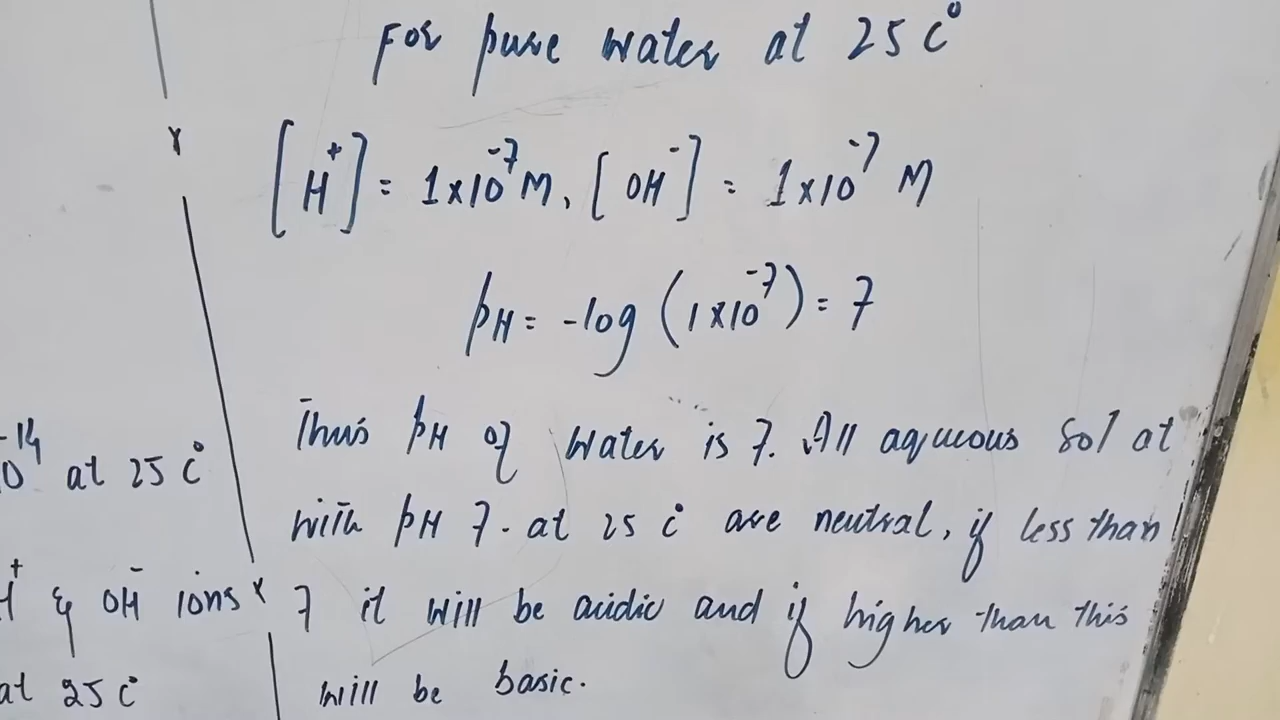 For pure water at 25 C°
[H⁺] = 1x10⁻⁷ M, [OH⁻] = 1x10⁻⁷ M
pH = -log (1x10⁻⁷) = 7
Thus pH of water is 7. All aqueous sol at
with pH 7. at 25 C° are neutral, if less than
7 it will be acidic and if higher than this
will be basic.
0⁻¹⁴ at 25 C°
⁺ & OH⁻ ions
at 25 C°